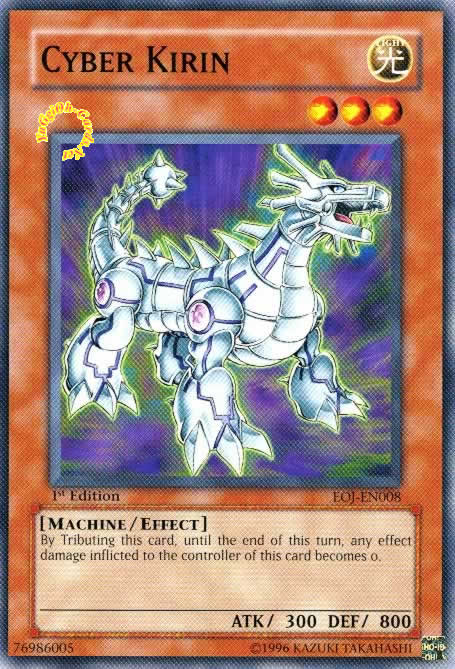 CYBER KIRIN
LIGHT
光
1st Edition
EOJ-EN008
[MACHINE/EFFECT]
By Tributing this card, until the end of this turn, any effect
damage inflicted to the controller of this card becomes 0.
ATK/ 300 DEF/ 800
76986005
©1996 KAZUKI TAKAHASHI